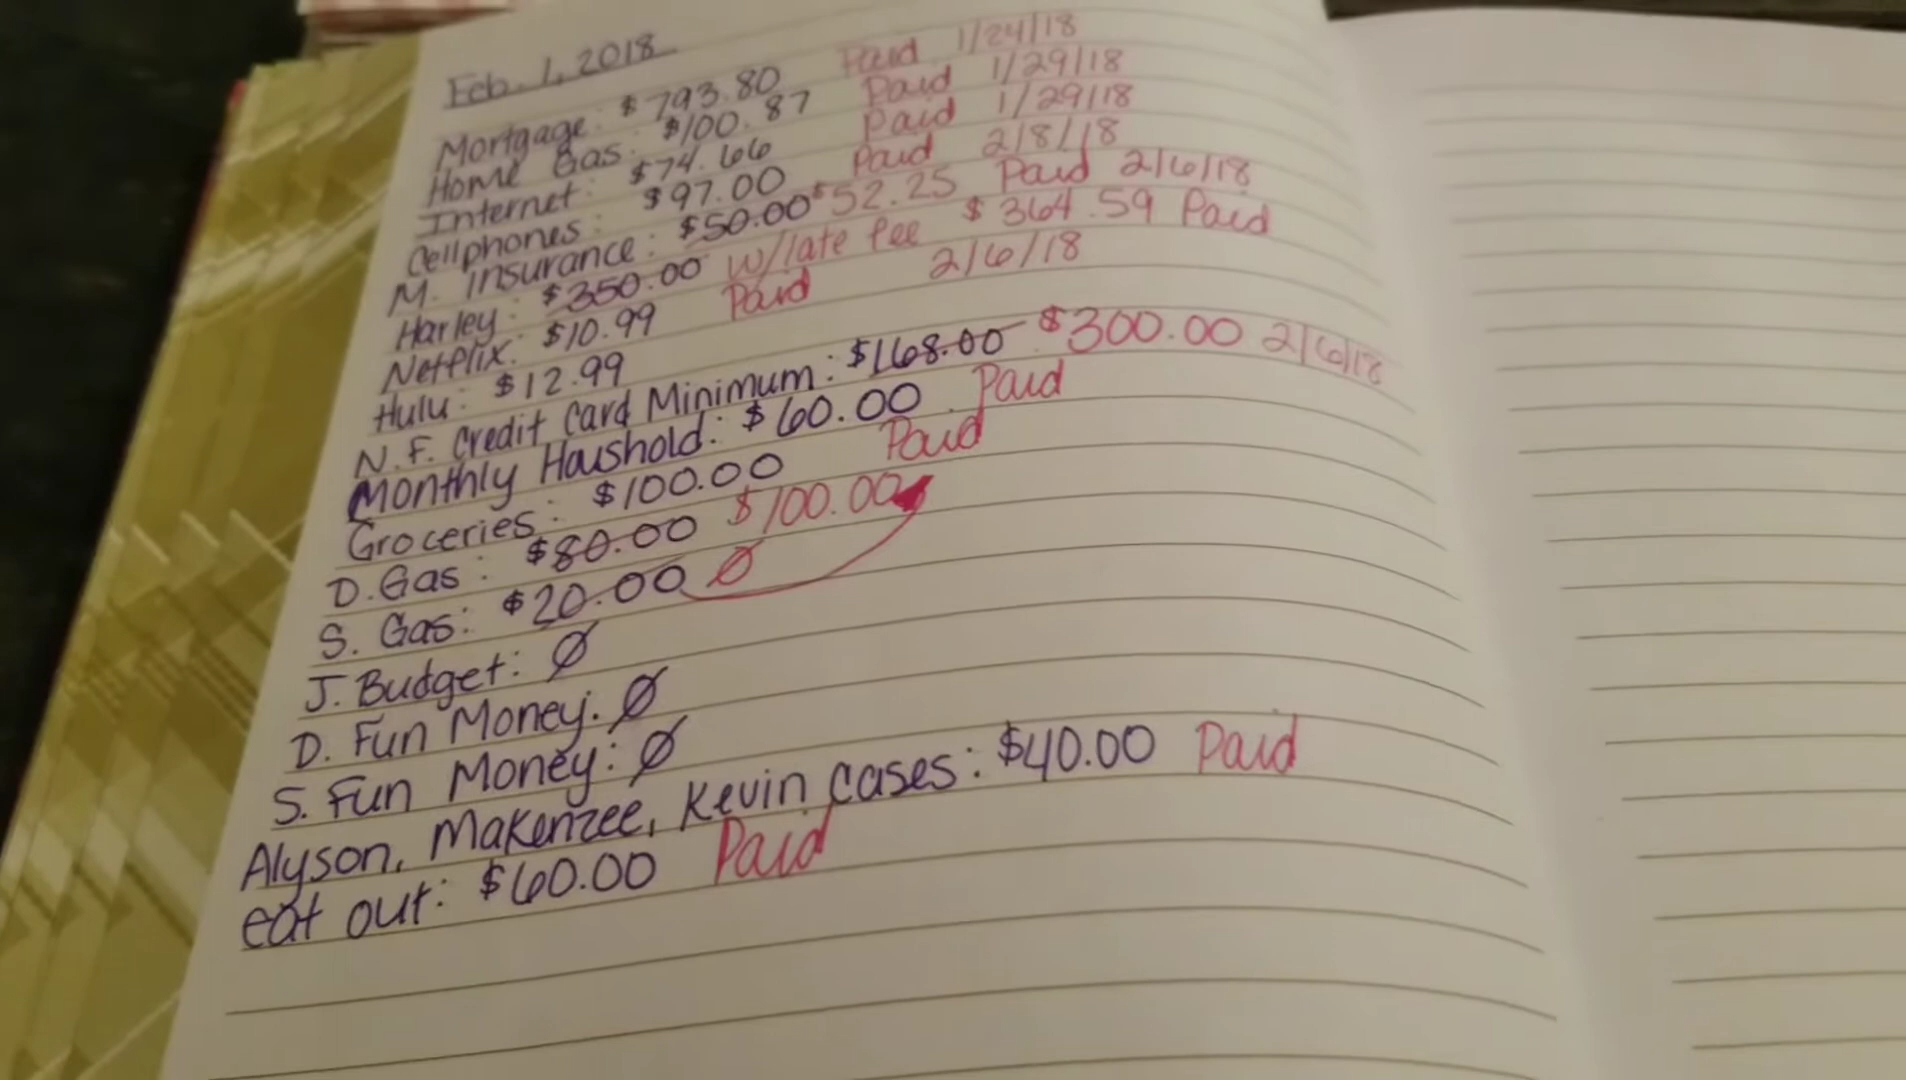 Feb. 1, 2018
Mortgage: $793.80 Paid 1/24/18
Home Gas: $100.87 Paid 1/29/18
Internet: $74.66 Paid 1/29/18
Cellphones: $97.00 Paid 2/8/18
M. Insurance: $50.00 $52.25 Paid 2/6/18
Harley: $350.00 w/late fee $364.59 Paid
Netflix: $10.99 Paid 2/6/18
Hulu: $12.99
N.F. Credit Card Minimum: $168.00 $300.00 2/6/18
Monthly Haushold: $60.00 Paid
Groceries: $100.00 Paid
D. Gas: $80.00 $100.00
S. Gas: $20.00 Ø
J. Budget: Ø
D. Fun Money: Ø
S. Fun Money: Ø
Alyson, Makenzee, Kevin cases: $40.00 Paid
eat out: $60.00 Paid